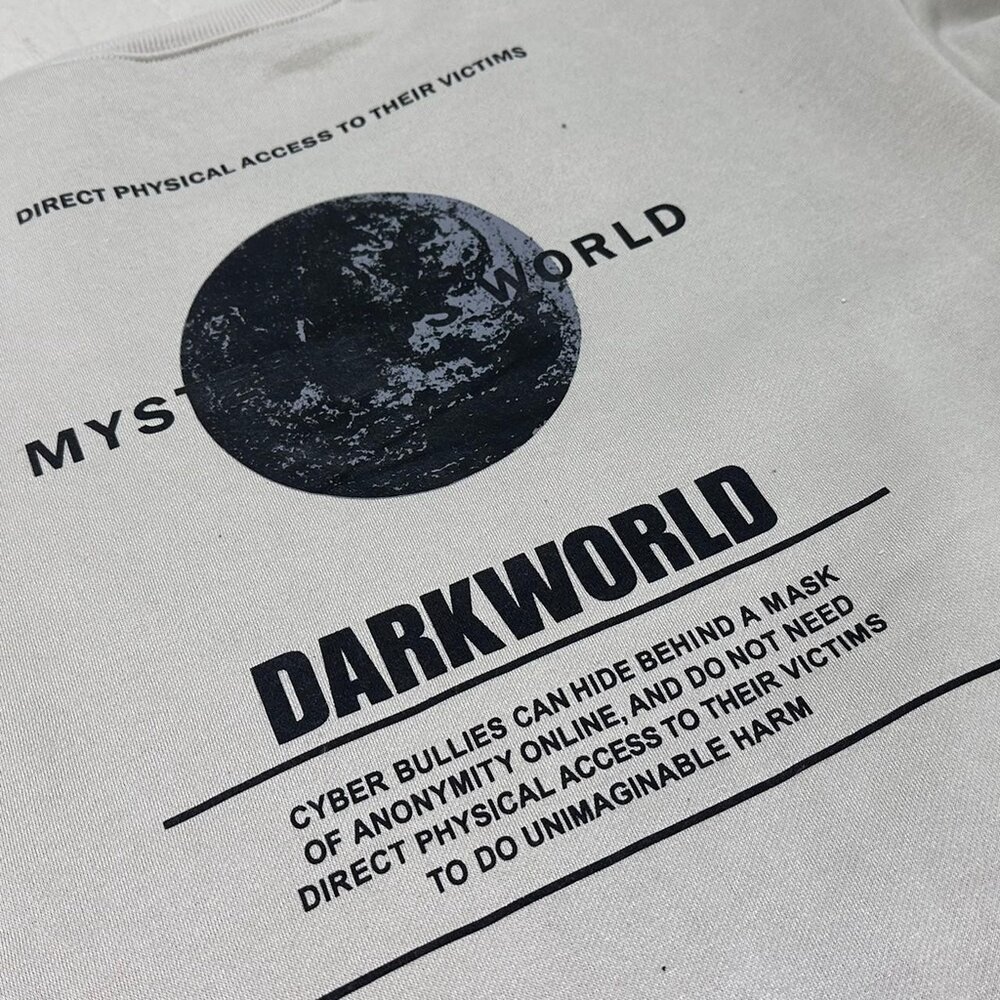 DIRECT PHYSICAL ACCESS TO THEIR VICTIMS
WORLD
DARKWORLD
CYBER BULLIES CAN HIDE BEHIND A MASK
OF ANONYMITY ONLINE, AND DO NOT NEED
DIRECT PHYSICAL ACCESS TO THEIR VICTIMS
TO DO UNIMAGINABLE HARM